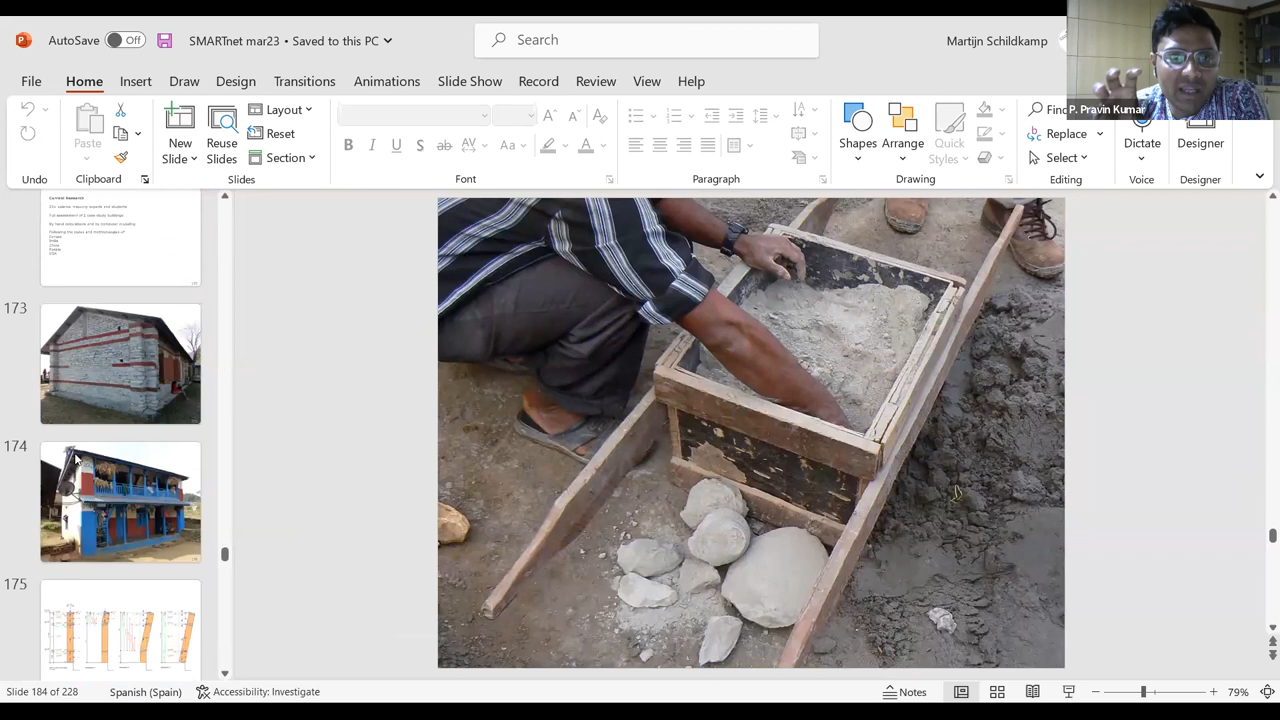 AutoSave Off SMARTnet mar23 • Saved to this PC Search Martijn Schildkamp
File Home Insert Draw Design Transitions Animations Slide Show Record Review View Help
P. Pravin Kumar
Paste New Slide Reuse Slides Layout Reset Section Shapes Arrange Quick Styles Replace Select Dictate Designer
Undo Clipboard Slides Font Paragraph Drawing Editing Voice Designer
Current Research
173
174
175
Slide 184 of 228 Spanish (Spain) Accessibility: Investigate Notes 79%